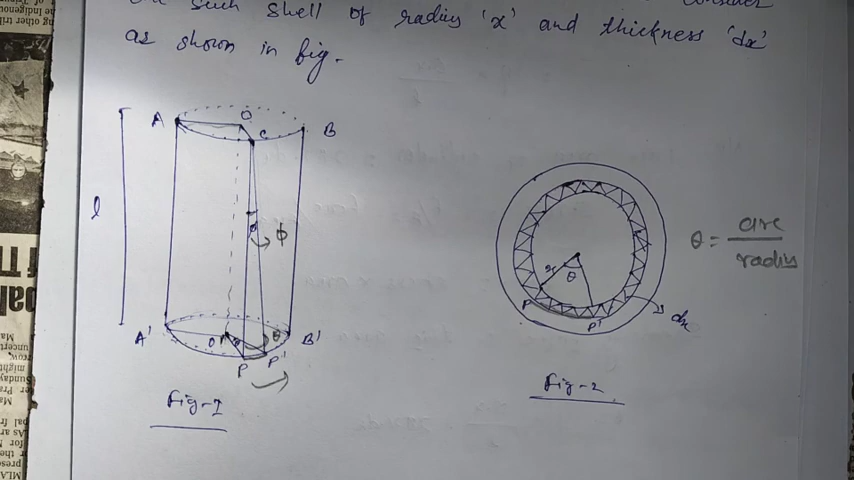 such shell of radius 'x' and thickness 'dx'
as shown in fig.
A
O
C
B
l
ϕ
θ = arc
radius
x
θ
P
P'
dx
A'
O'
θ
B'
P
P'
Fig-1
Fig-2